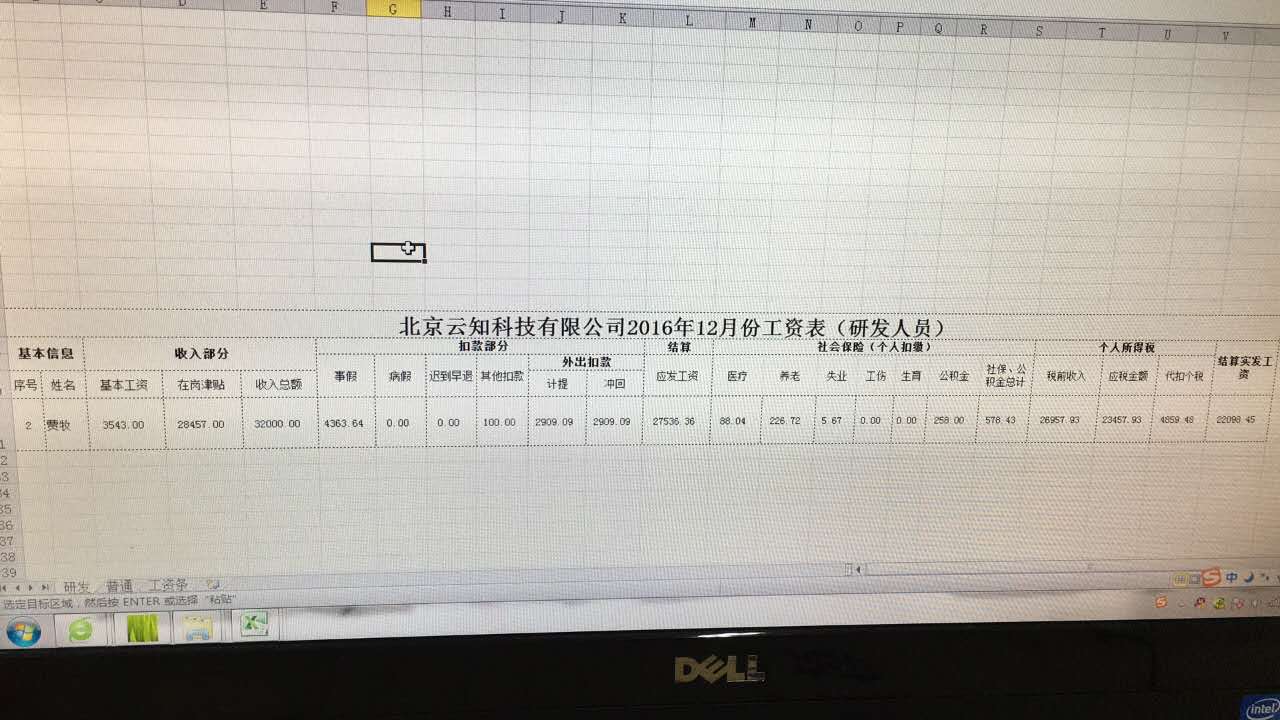 D E F G H I J K L M N O P Q R S T U V
北京云知科技有限公司2016年12月份工资表（研发人员）
基本信息 收入部分 扣款部分 结算 社会保险（个人扣缴） 个人所得税 结算实发工资
外出扣款
序号 姓名 基本工资 在岗津贴 收入总额 事假 病假 迟到早退 其他扣款 计提 冲回 应发工资 医疗 养老 失业 工伤 生育 公积金 社保、公积金总计 税前收入 应税金额 代扣个税
2 贾牧 3543.00 28457.00 32000.00 4363.64 0.00 0.00 100.00 2909.09 2909.09 27536.36 88.04 226.72 5.67 0.00 0.00 258.00 578.43 26957.93 23457.93 4859.48 22098.45
35
36
37
38
39
研发 普通 工资条
选定目标区域，然后按 ENTER 或选择 "粘贴"
中
DELL
intel